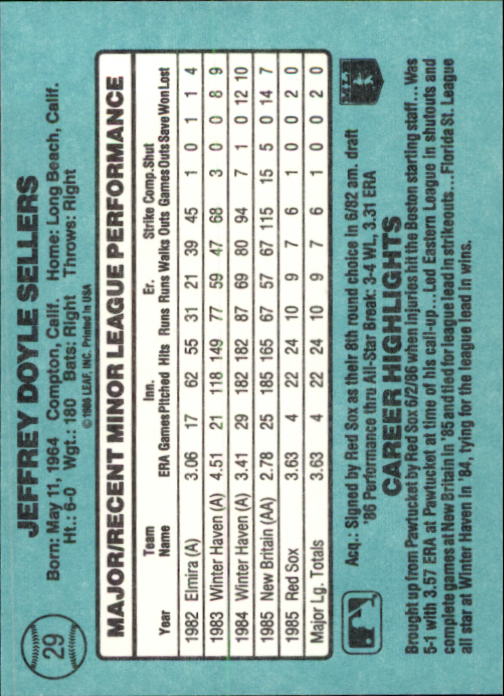 29
JEFFREY DOYLE SELLERS
Born: May 11, 1964 Compton, Calif. Home: Long Beach, Calif.
Ht.: 6-0 Wgt.: 180 Bats: Right Throws: Right
© 1986 LEAF, INC. Printed in USA
MAJOR/RECENT MINOR LEAGUE PERFORMANCE
Team Inn. Er. Strike Comp. Shut
Year Name ERA Games Pitched Hits Runs Runs Walks Outs Games Outs Save Won Lost
1982 Elmira (A) 3.06 17 62 55 31 21 39 45 1 0 1 1 4
1983 Winter Haven (A) 4.51 21 118 149 77 59 47 68 3 0 0 8 9
1984 Winter Haven (A) 3.41 29 182 182 87 69 80 94 7 1 0 12 10
1985 New Britain (AA) 2.78 25 185 165 67 57 67 115 15 5 0 14 7
1985 Red Sox 3.63 4 22 24 10 9 7 6 1 0 0 2 0
Major Lg. Totals 3.63 4 22 24 10 9 7 6 1 0 0 2 0
Acq.: Signed by Red Sox as their 8th round choice in 6/82 am. draft
'86 Performance thru All-Star Break: 3-4 WL, 3.31 ERA
CAREER HIGHLIGHTS
Brought up from Pawtucket by Red Sox 6/2/86 when injuries hit the Boston starting staff... Was
5-1 with 3.57 ERA at Pawtucket at time of his call-up... Led Eastern League in shutouts and
complete games at New Britain in '85 and tied for league lead in strikeouts... Florida St. League
all star at Winter Haven in '84, tying for the league lead in wins.